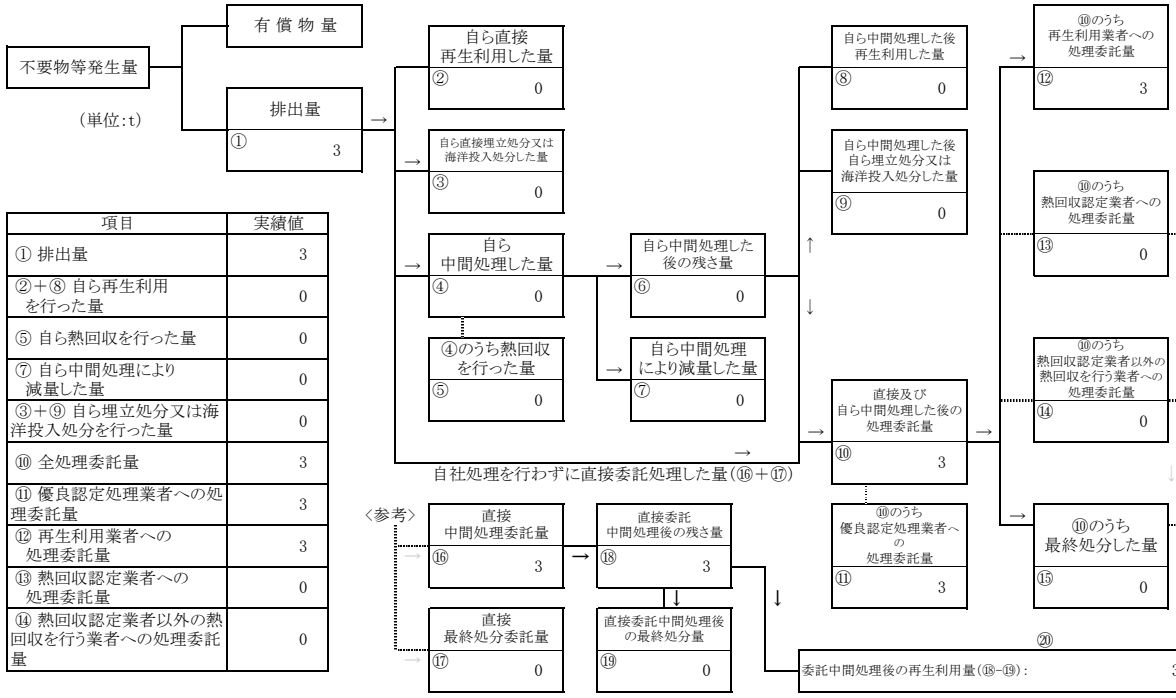 不要物等発生量
有 償 物 量
(単位:t)
排出量
①
3
→
自ら直接
再生利用した量
②
0
→
自ら直接埋立処分又は
海洋投入処分した量
③
0
→
自ら
中間処理した量
④
0
④のうち熱回収
を行った量
⑤
0
→
自ら中間処理した
後の残さ量
⑥
0
→
自ら中間処理
により減量した量
⑦
0
自ら中間処理した後
再生利用した量
⑧
0
自ら中間処理した後
自ら埋立処分又は
海洋投入処分した量
⑨
0
↑
↓
→
自社処理を行わずに直接委託処理した量(⑯+⑰)
→
直接及び
自ら中間処理した後の
処理委託量
⑩
3
→
⑩のうち
優良認定処理業者へ
の
処理委託量
⑪
3
→
⑩のうち
再生利用業者への
処理委託量
⑫
3
⑩のうち
熱回収認定業者への
処理委託量
⑬
0
⑩のうち
熱回収認定業者以外の
熱回収を行う業者への
処理委託量
⑭
0
↓
→
⑩のうち
最終処分した量
⑮
0
項目 実績値
① 排出量 3
②+⑧ 自ら再生利用
を行った量 0
⑤ 自ら熱回収を行った量 0
⑦ 自ら中間処理により
減量した量 0
③+⑨ 自ら埋立処分又は海
洋投入処分を行った量 0
⑩ 全処理委託量 3
⑪ 優良認定処理業者への処
理委託量 3
⑫ 再生利用業者への
処理委託量 3
⑬ 熱回収認定業者への
処理委託量 0
⑭ 熱回収認定業者以外の熱
回収を行う業者への処理委託
量 0
〈参考〉
→
直接
中間処理委託量
⑯
3
→
直接委託
中間処理後の残さ量
⑱
3
↓
↓
→
直接
最終処分委託量
⑰
0
直接委託中間処理後
の最終処分量
⑲
0
⑳
委託中間処理後の再生利用量(⑱-⑲): 3